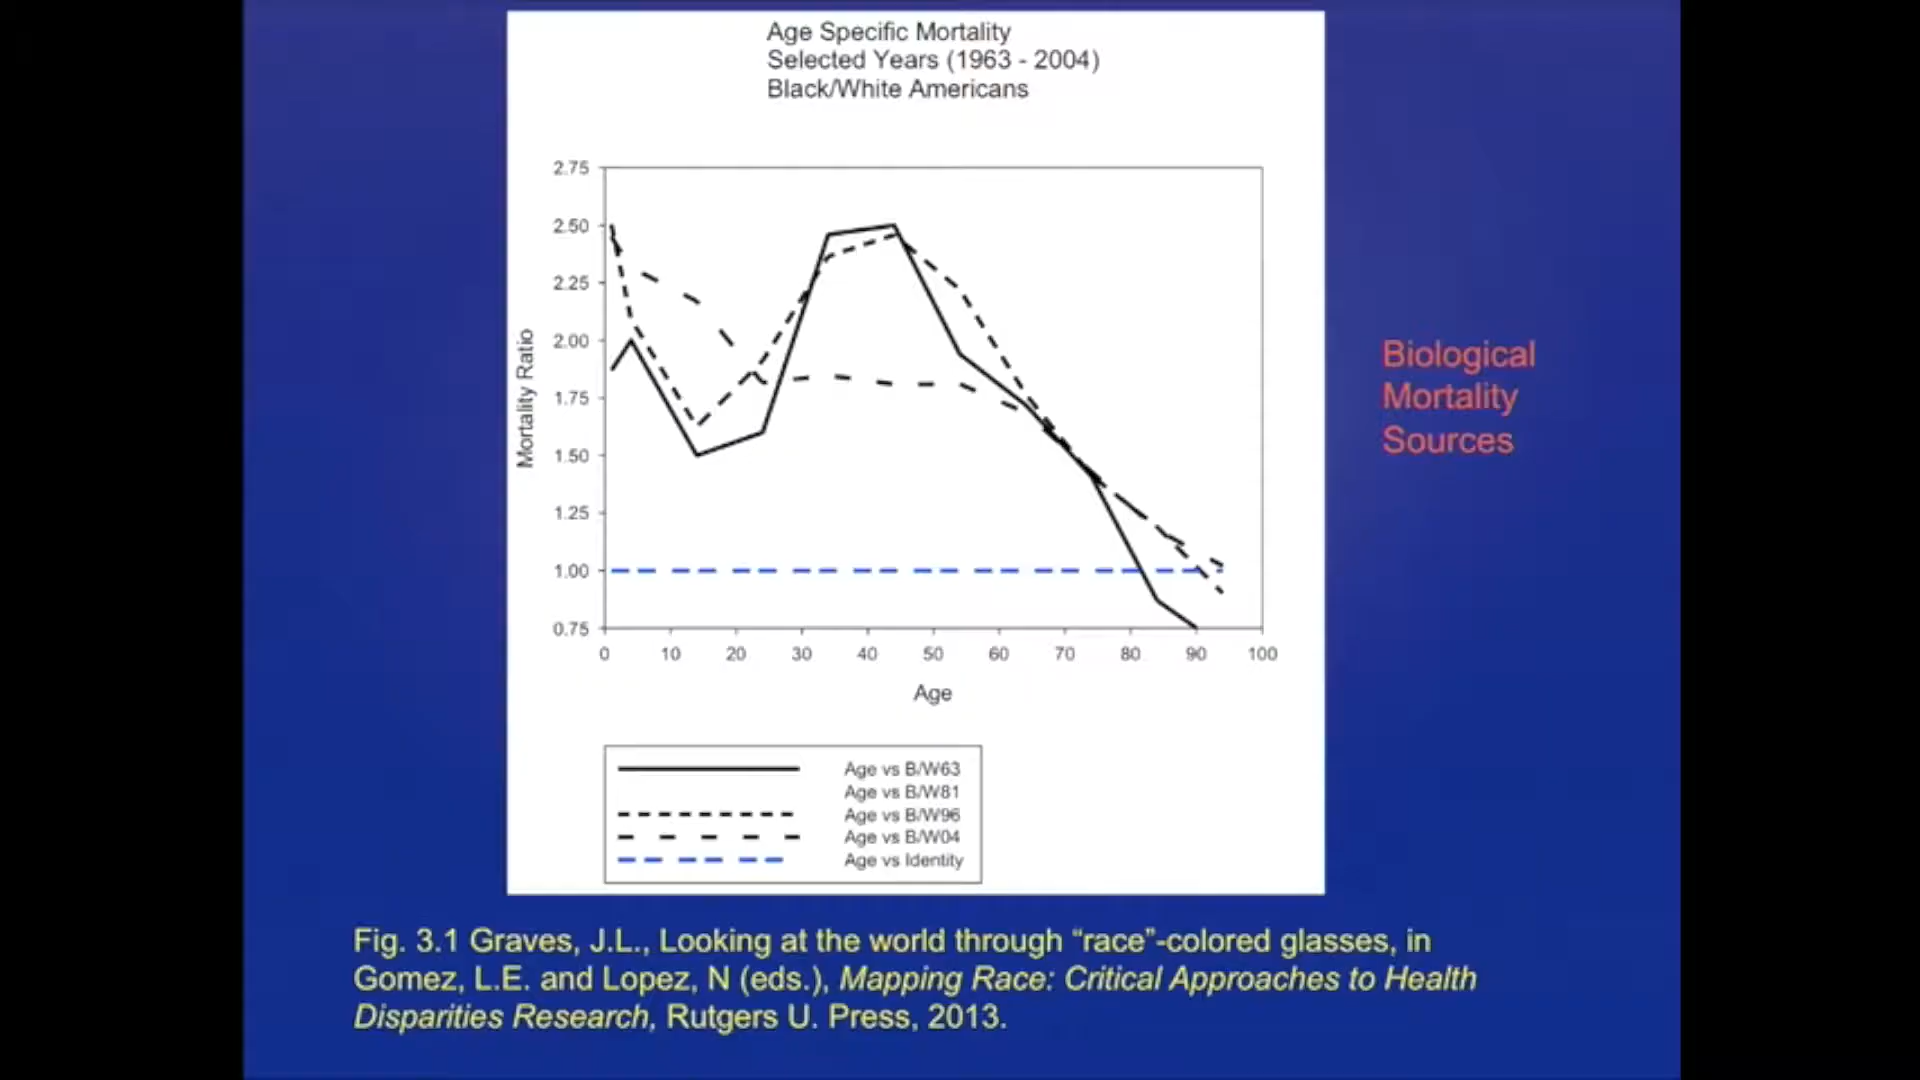 Age Specific Mortality
Selected Years (1963 - 2004)
Black/White Americans
2.75
2.50
2.25
2.00
1.75
1.50
1.25
1.00
0.75
Mortality Ratio
0 10 20 30 40 50 60 70 80 90 100
Age
Age vs B/W63
Age vs B/W81
Age vs B/W96
Age vs B/W04
Age vs Identity
Biological
Mortality
Sources
Fig. 3.1 Graves, J.L., Looking at the world through “race”-colored glasses, in
Gomez, L.E. and Lopez, N (eds.), Mapping Race: Critical Approaches to Health
Disparities Research, Rutgers U. Press, 2013.